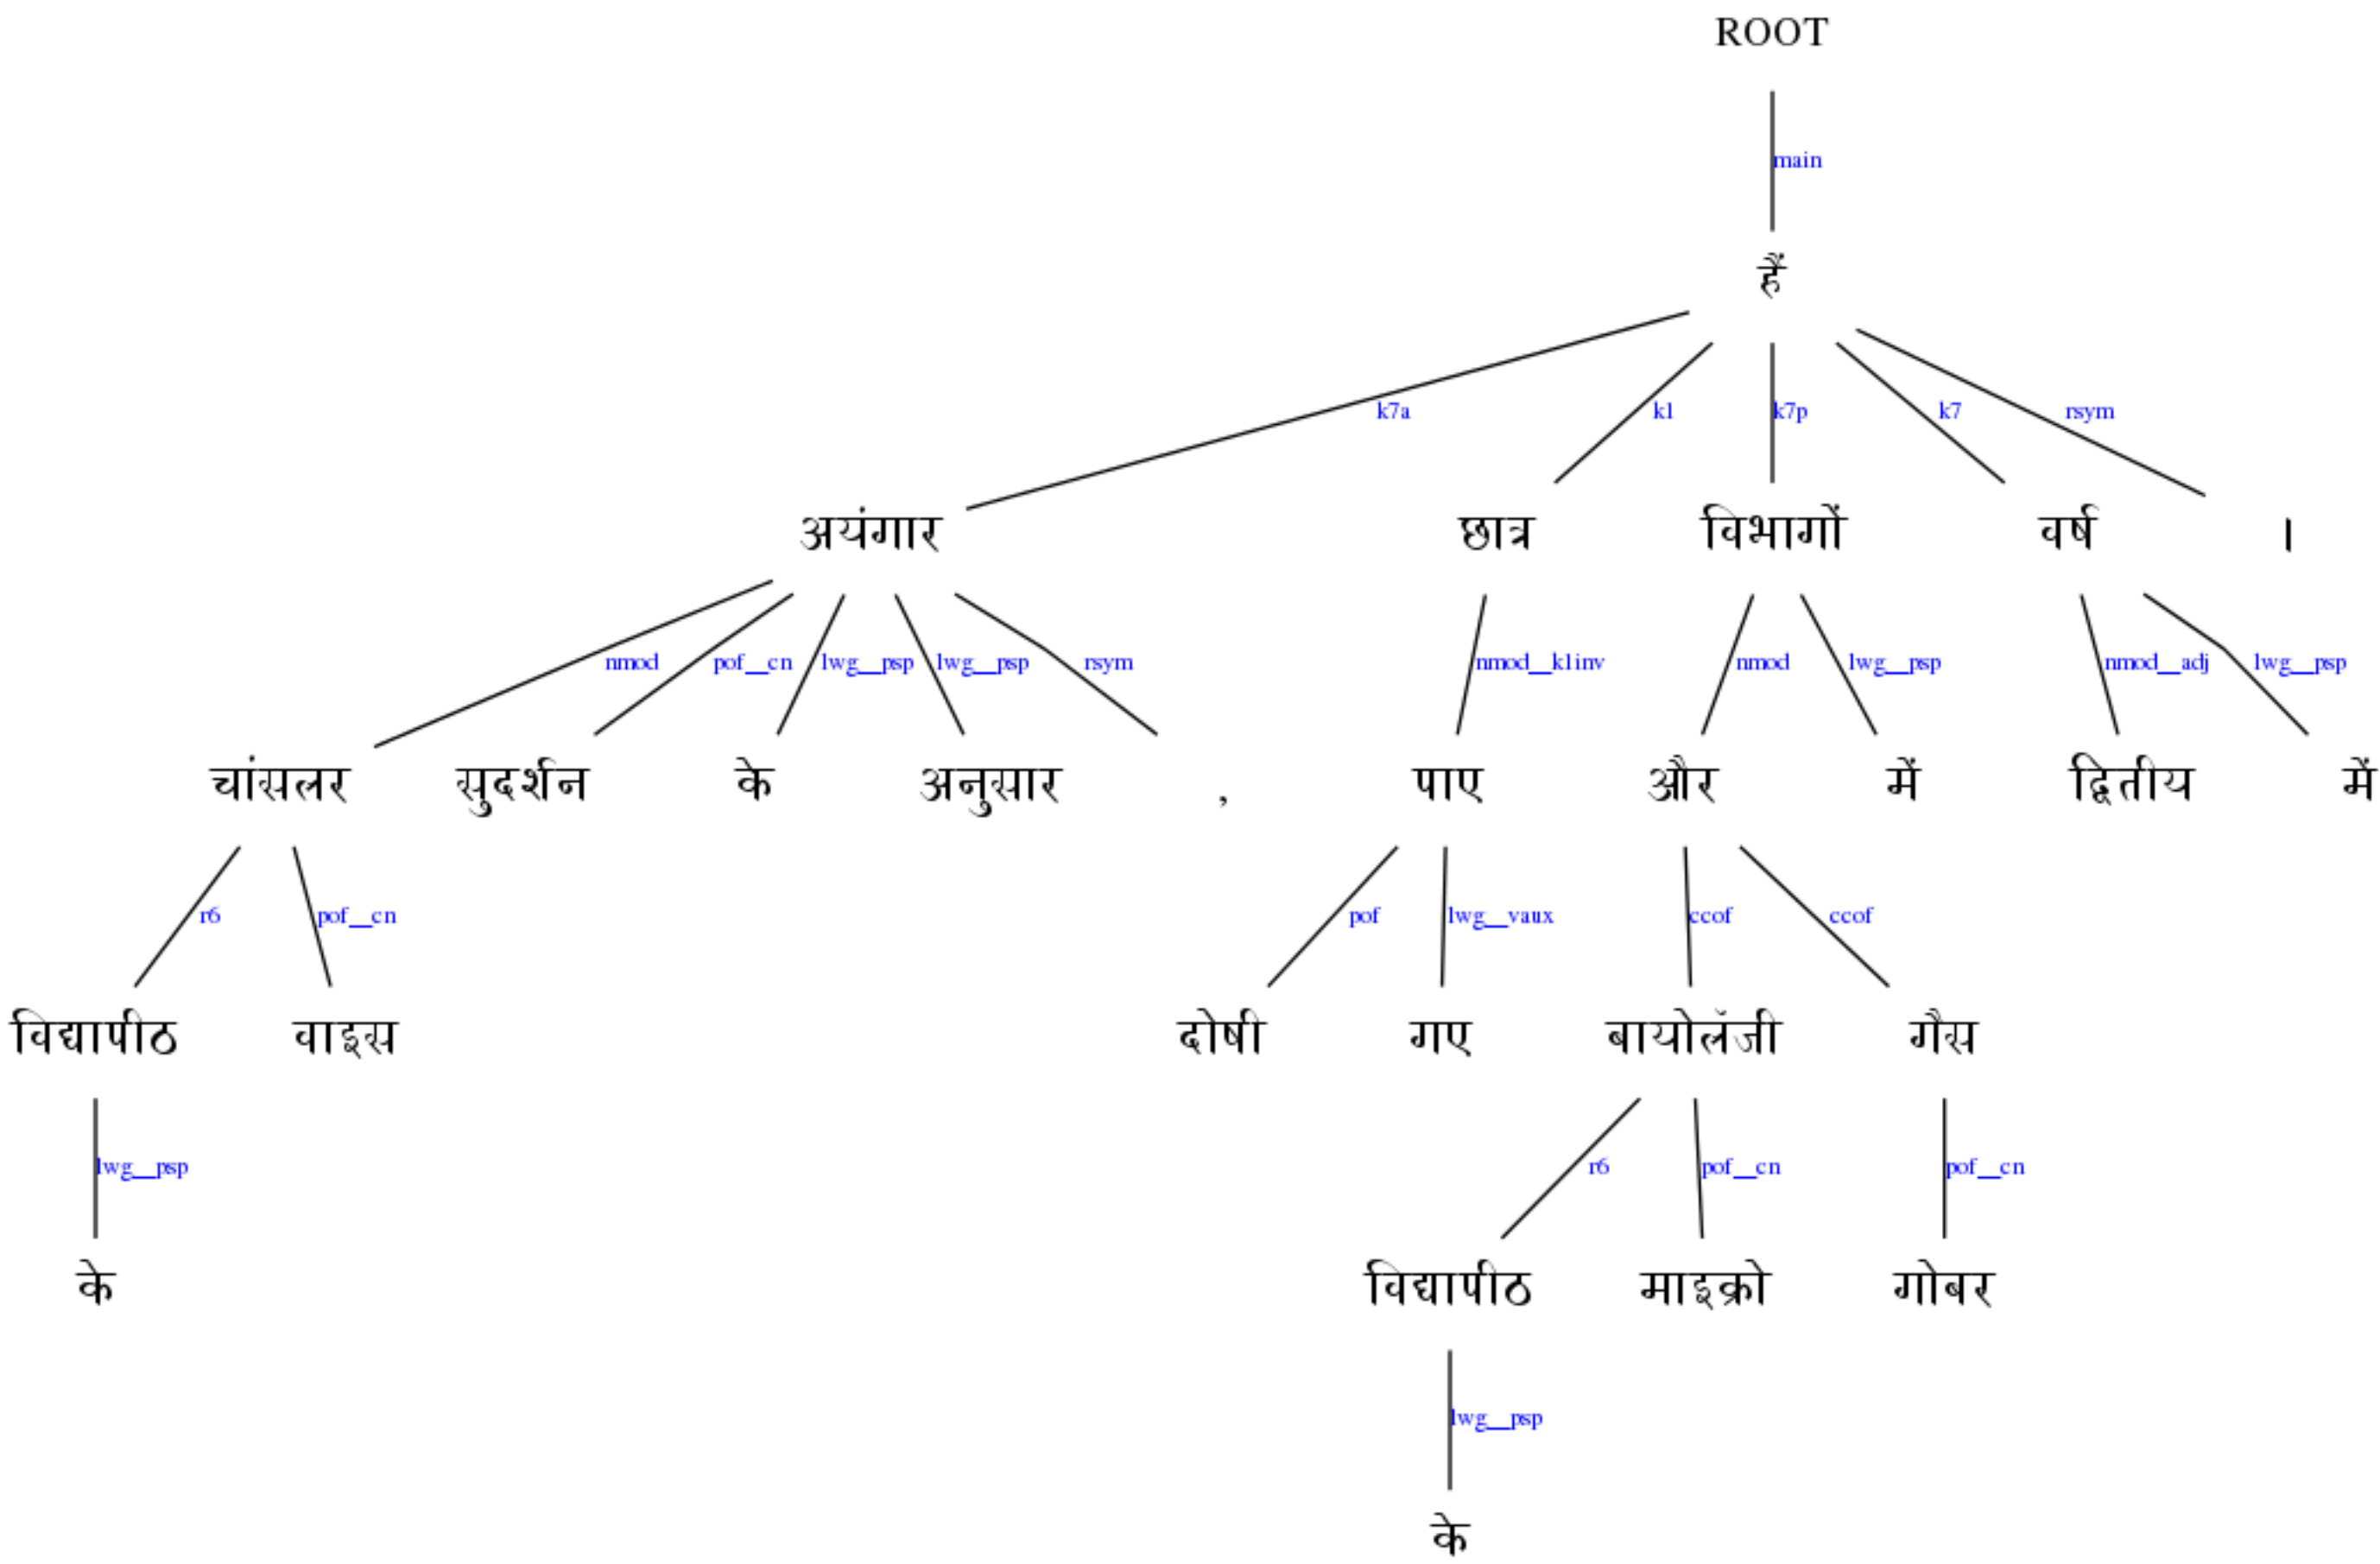 ROOT
main
हैं
k7a k1 k7p k7 rsym
अयंगार छात्र विभागों वर्ष ।
nmod pof__cn lwg__psp lwg__psp rsym nmod__k1inv nmod lwg__psp nmod__adj lwg__psp
चांसलर सुदर्शन के अनुसार , पाए और में द्वितीय में
r6 pof__cn pof lwg__vaux ccof ccof
विद्यापीठ वाइस दोषी गए बायोलॅजी गैस
lwg__psp r6 pof__cn pof__cn
के विद्यापीठ माइक्रो गोबर
lwg__psp
के